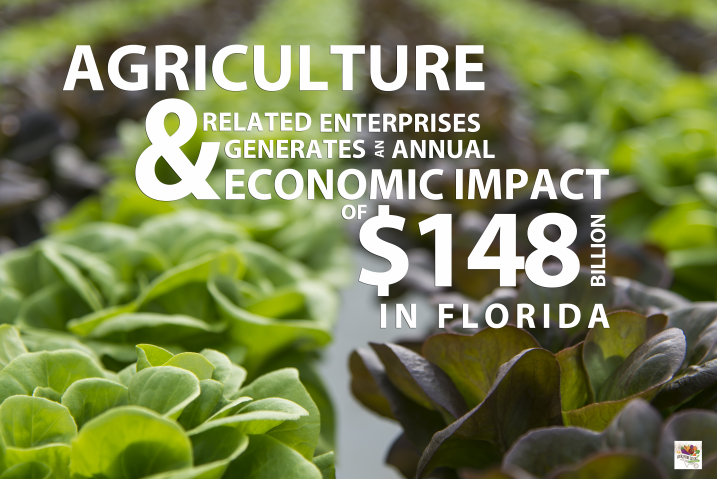 AGRICULTURE
& RELATED ENTERPRISES
GENERATES AN ANNUAL
ECONOMIC IMPACT
OF $148 BILLION
IN FLORIDA